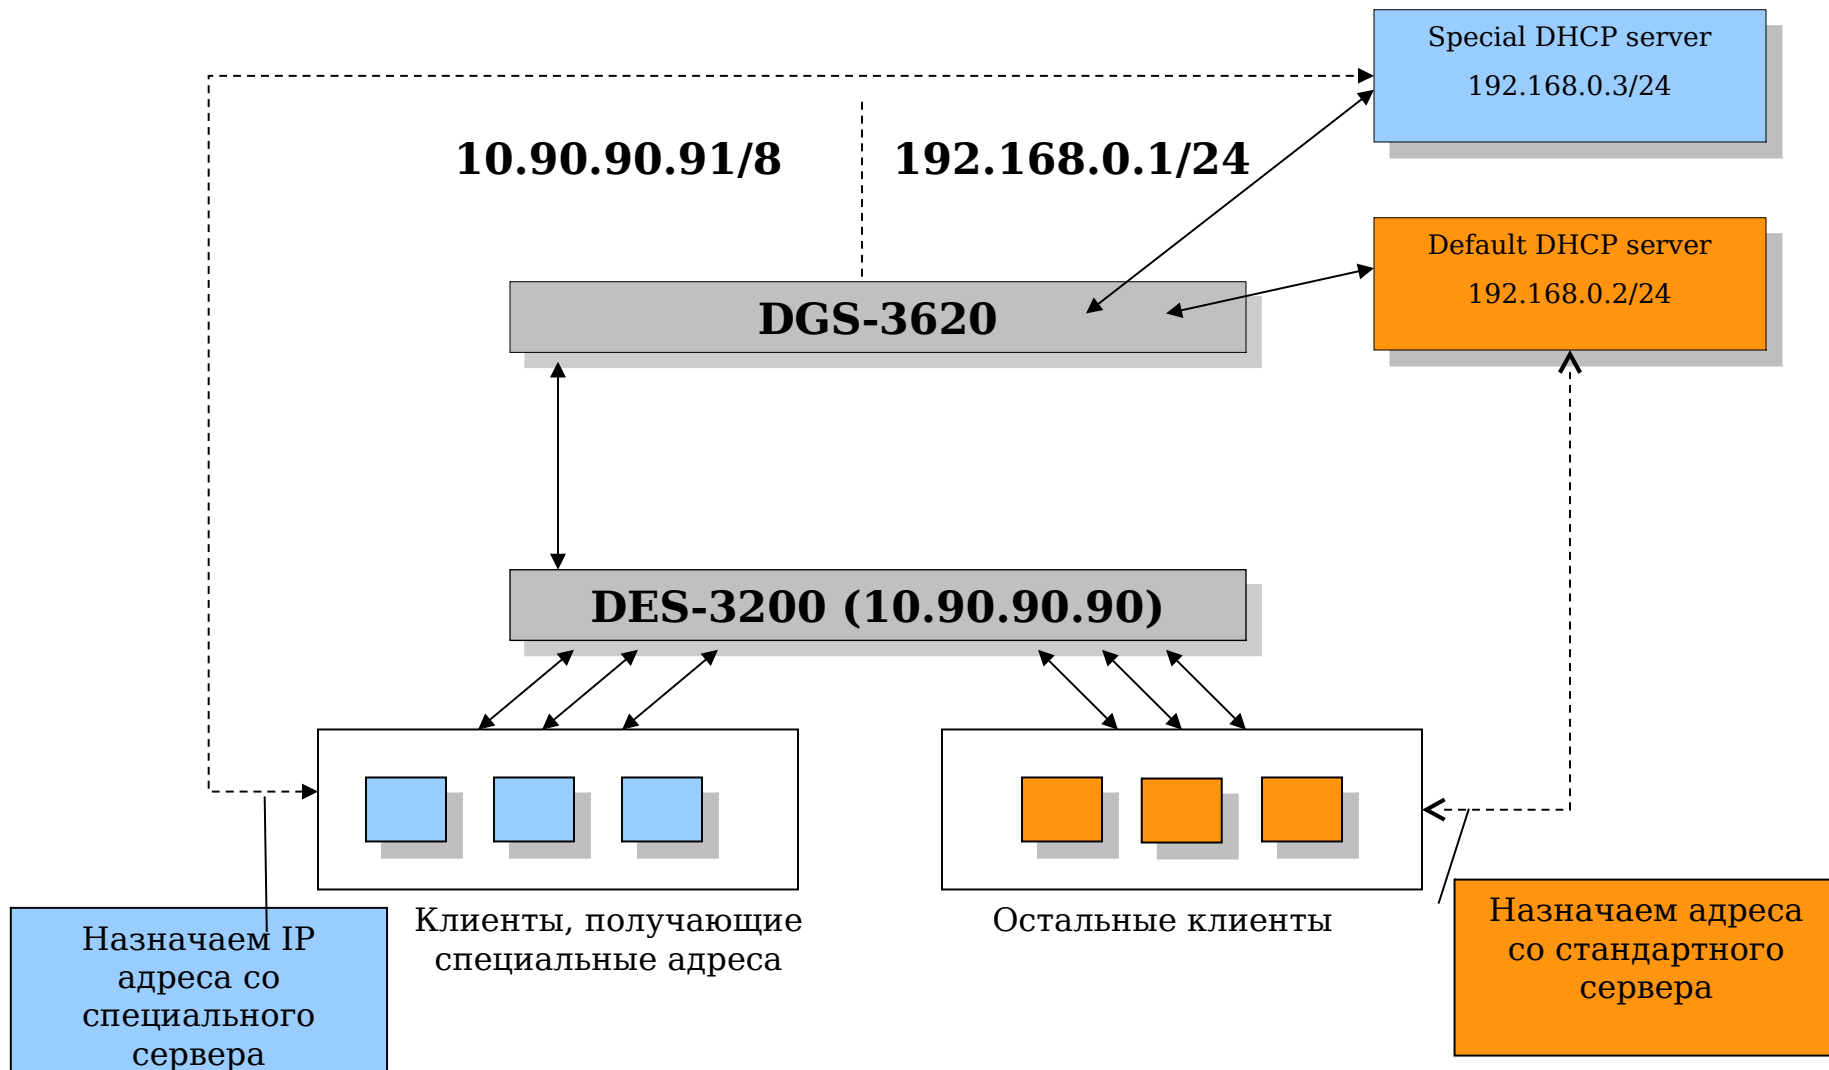 Special DHCP server
192.168.0.3/24
10.90.90.91/8
192.168.0.1/24
Default DHCP server
192.168.0.2/24
DGS-3620
DES-3200 (10.90.90.90)
Клиенты, получающие
специальные адреса
Остальные клиенты
Назначаем IP
адреса со
специального
сервера
Назначаем адреса
со стандартного
сервера